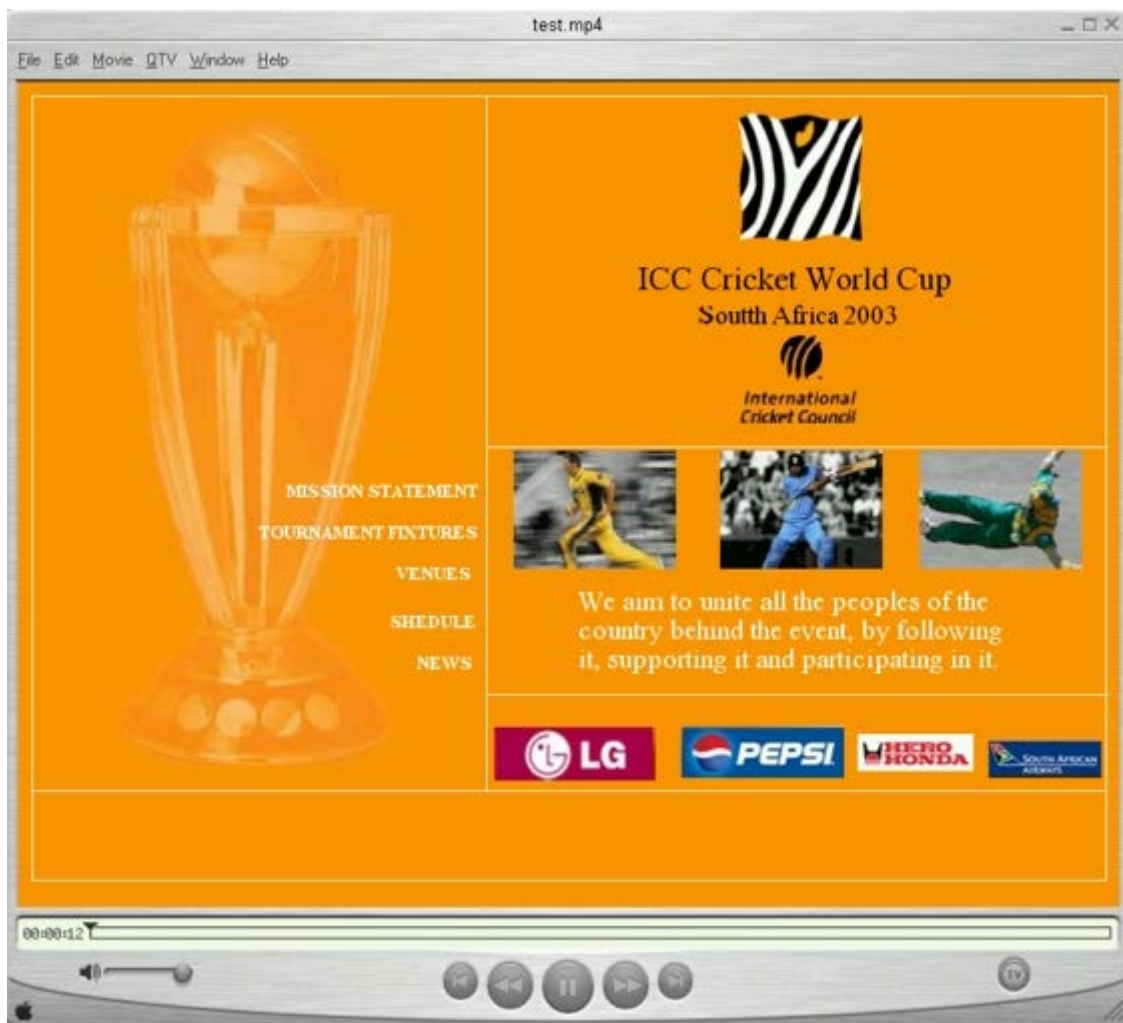 test.mp4
File Edit Movie QTV Window Help
ICC Cricket World Cup
Soutth Africa 2003
International
Cricket Council
MISSION STATEMENT
TOURNAMENT FIXTURES
VENUES
SHEDULE
NEWS
We aim to unite all the peoples of the
country behind the event, by following
it, supporting it and participating in it.
LG
PEPSI
HERO
HONDA
SOUTH AFRICAN
AIRWAYS
00:00:12
TV